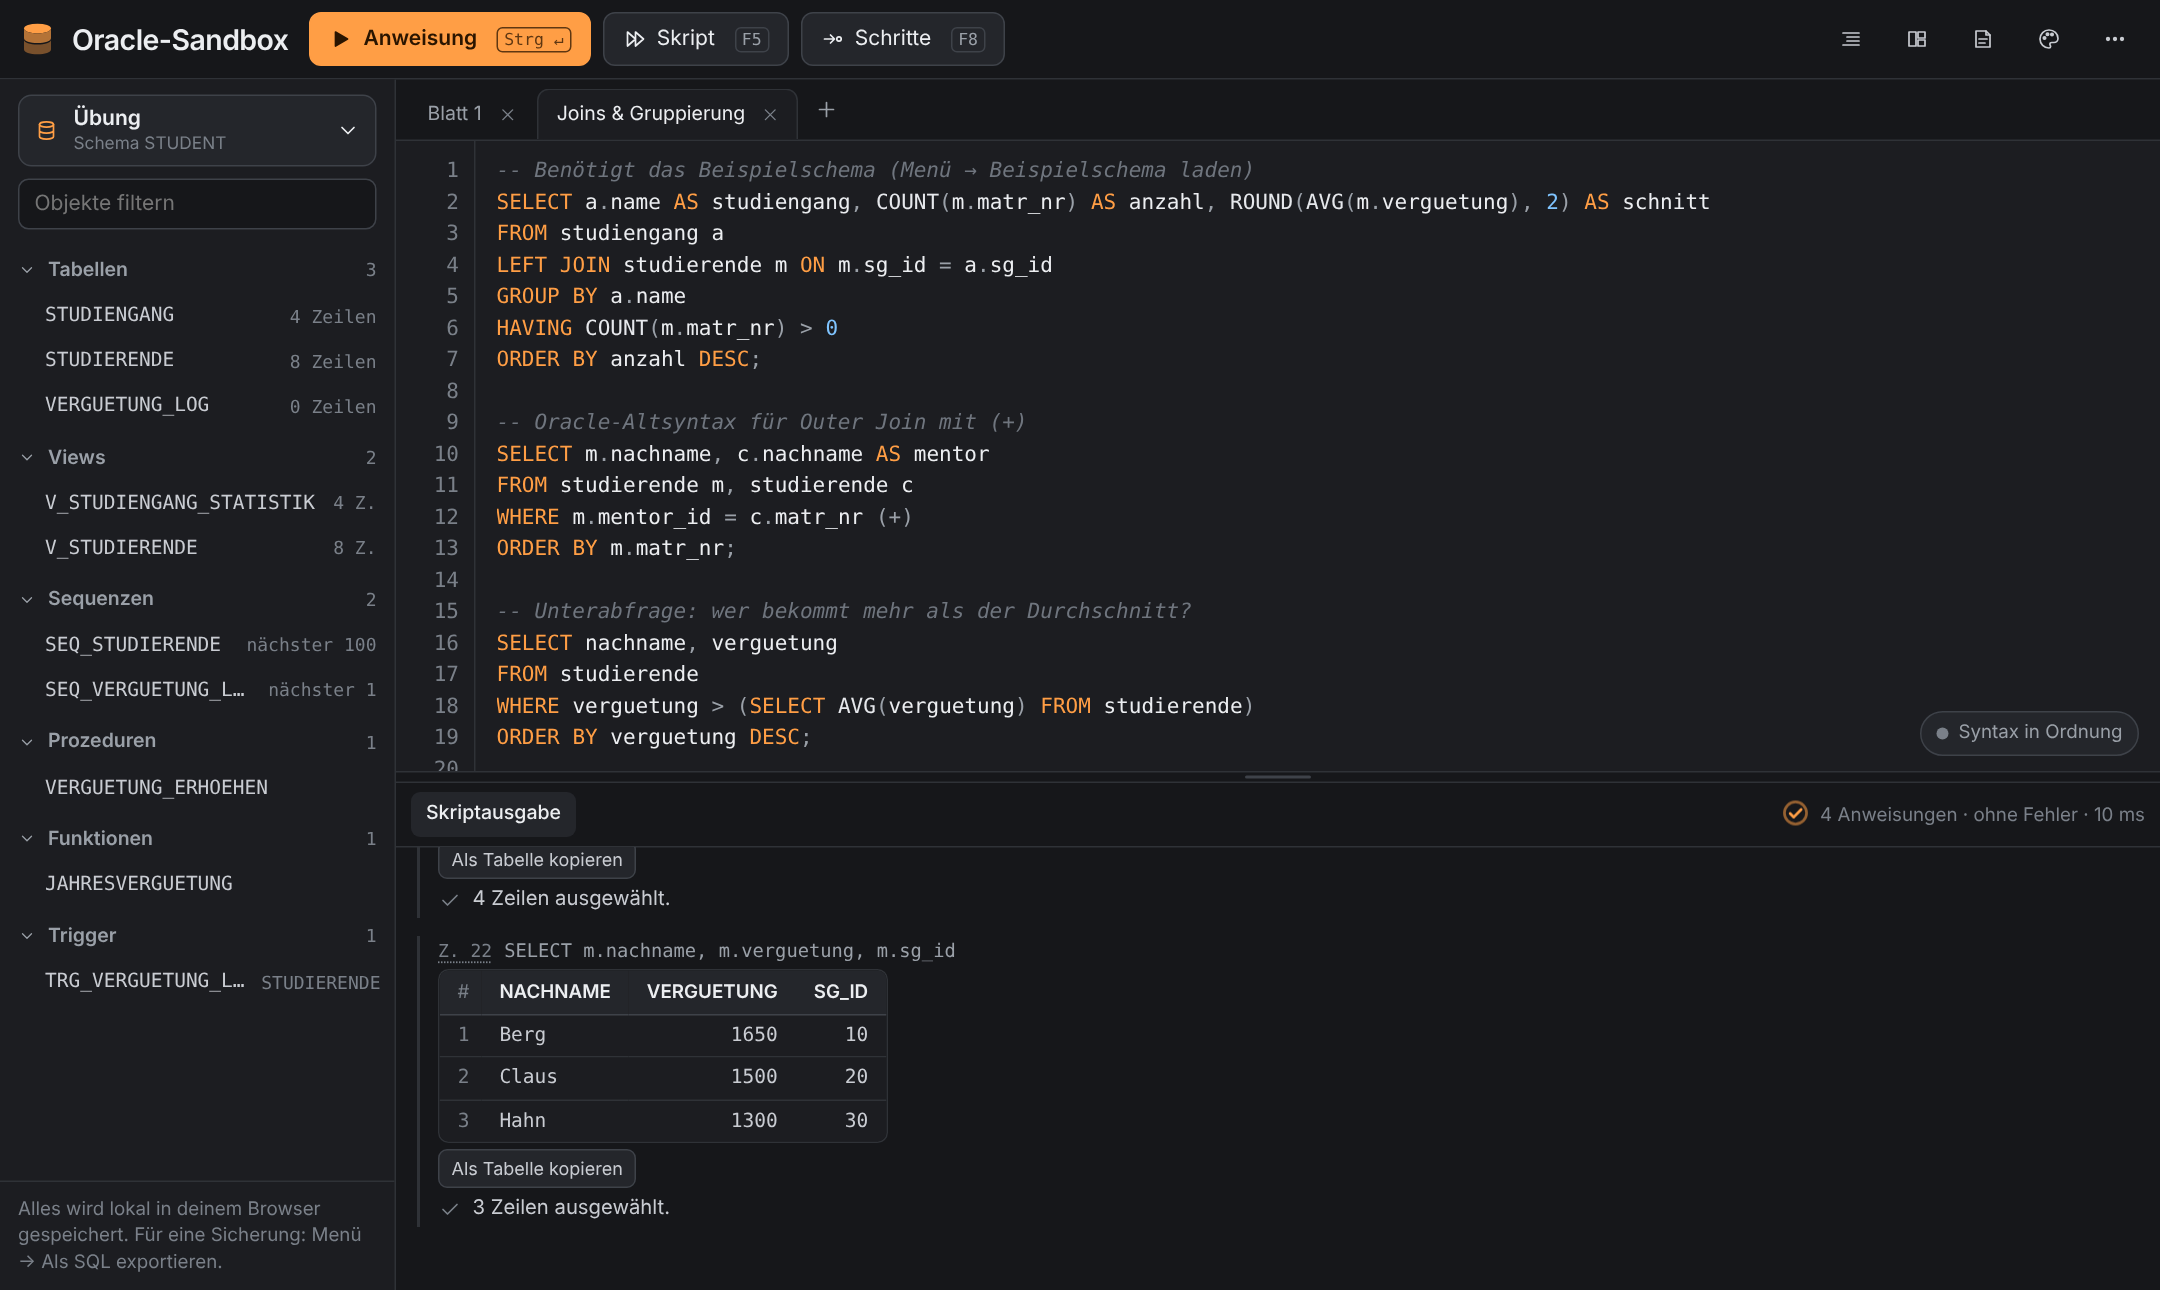 Oracle-Sandbox
Anweisung Strg ↵
Skript F5
Schritte F8
Übung
Schema STUDENT
Objekte filtern
Tabellen 3
STUDIENGANG 4 Zeilen
STUDIERENDE 8 Zeilen
VERGUETUNG_LOG 0 Zeilen
Views 2
V_STUDIENGANG_STATISTIK 4 Z.
V_STUDIERENDE 8 Z.
Sequenzen 2
SEQ_STUDIERENDE nächster 100
SEQ_VERGUETUNG_L… nächster 1
Prozeduren 1
VERGUETUNG_ERHOEHEN
Funktionen 1
JAHRESVERGUETUNG
Trigger 1
TRG_VERGUETUNG_L… STUDIERENDE
Alles wird lokal in deinem Browser
gespeichert. Für eine Sicherung: Menü
→ Als SQL exportieren.
Blatt 1 ×
Joins & Gruppierung × +
1 -- Benötigt das Beispielschema (Menü → Beispielschema laden)
2 SELECT a.name AS studiengang, COUNT(m.matr_nr) AS anzahl, ROUND(AVG(m.verguetung), 2) AS schnitt
3 FROM studiengang a
4 LEFT JOIN studierende m ON m.sg_id = a.sg_id
5 GROUP BY a.name
6 HAVING COUNT(m.matr_nr) > 0
7 ORDER BY anzahl DESC;
8
9 -- Oracle-Altsyntax für Outer Join mit (+)
10 SELECT m.nachname, c.nachname AS mentor
11 FROM studierende m, studierende c
12 WHERE m.mentor_id = c.matr_nr (+)
13 ORDER BY m.matr_nr;
14
15 -- Unterabfrage: wer bekommt mehr als der Durchschnitt?
16 SELECT nachname, verguetung
17 FROM studierende
18 WHERE verguetung > (SELECT AVG(verguetung) FROM studierende)
19 ORDER BY verguetung DESC;
20
Syntax in Ordnung
Skriptausgabe
4 Anweisungen · ohne Fehler · 10 ms
Als Tabelle kopieren
4 Zeilen ausgewählt.
Z. 22 SELECT m.nachname, m.verguetung, m.sg_id
# NACHNAME VERGUETUNG SG_ID
1 Berg 1650 10
2 Claus 1500 20
3 Hahn 1300 30
Als Tabelle kopieren
3 Zeilen ausgewählt.